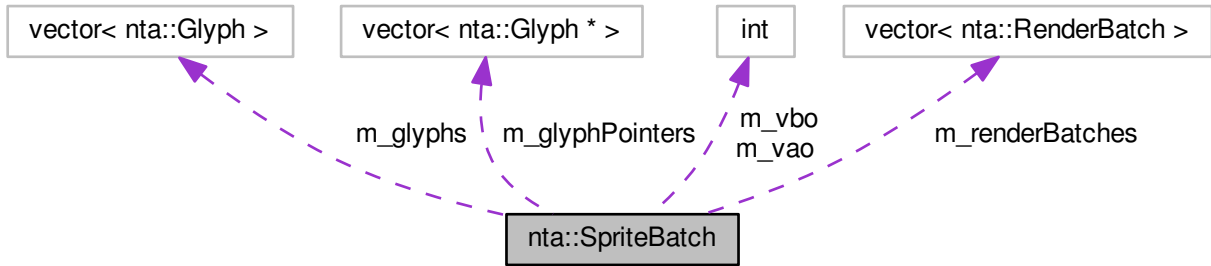 vector< nta::Glyph >
vector< nta::Glyph * >
int
vector< nta::RenderBatch >
m_glyphs
m_glyphPointers
m_vbo
m_vao
m_renderBatches
nta::SpriteBatch